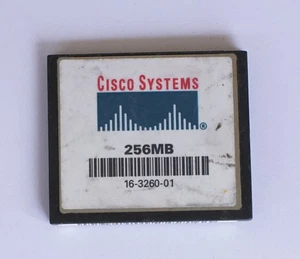 CISCO SYSTEMS
®
256MB
16-3260-01